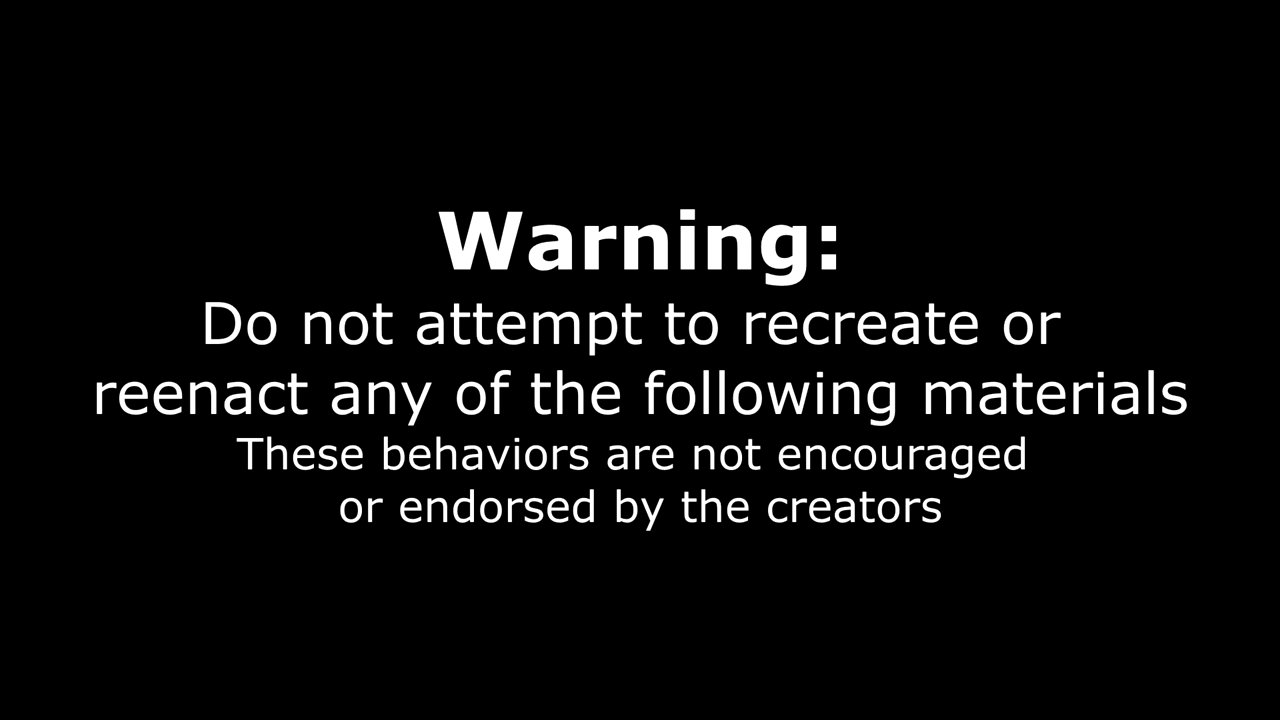 Warning:
Do not attempt to recreate or
reenact any of the following materials
These behaviors are not encouraged
or endorsed by the creators